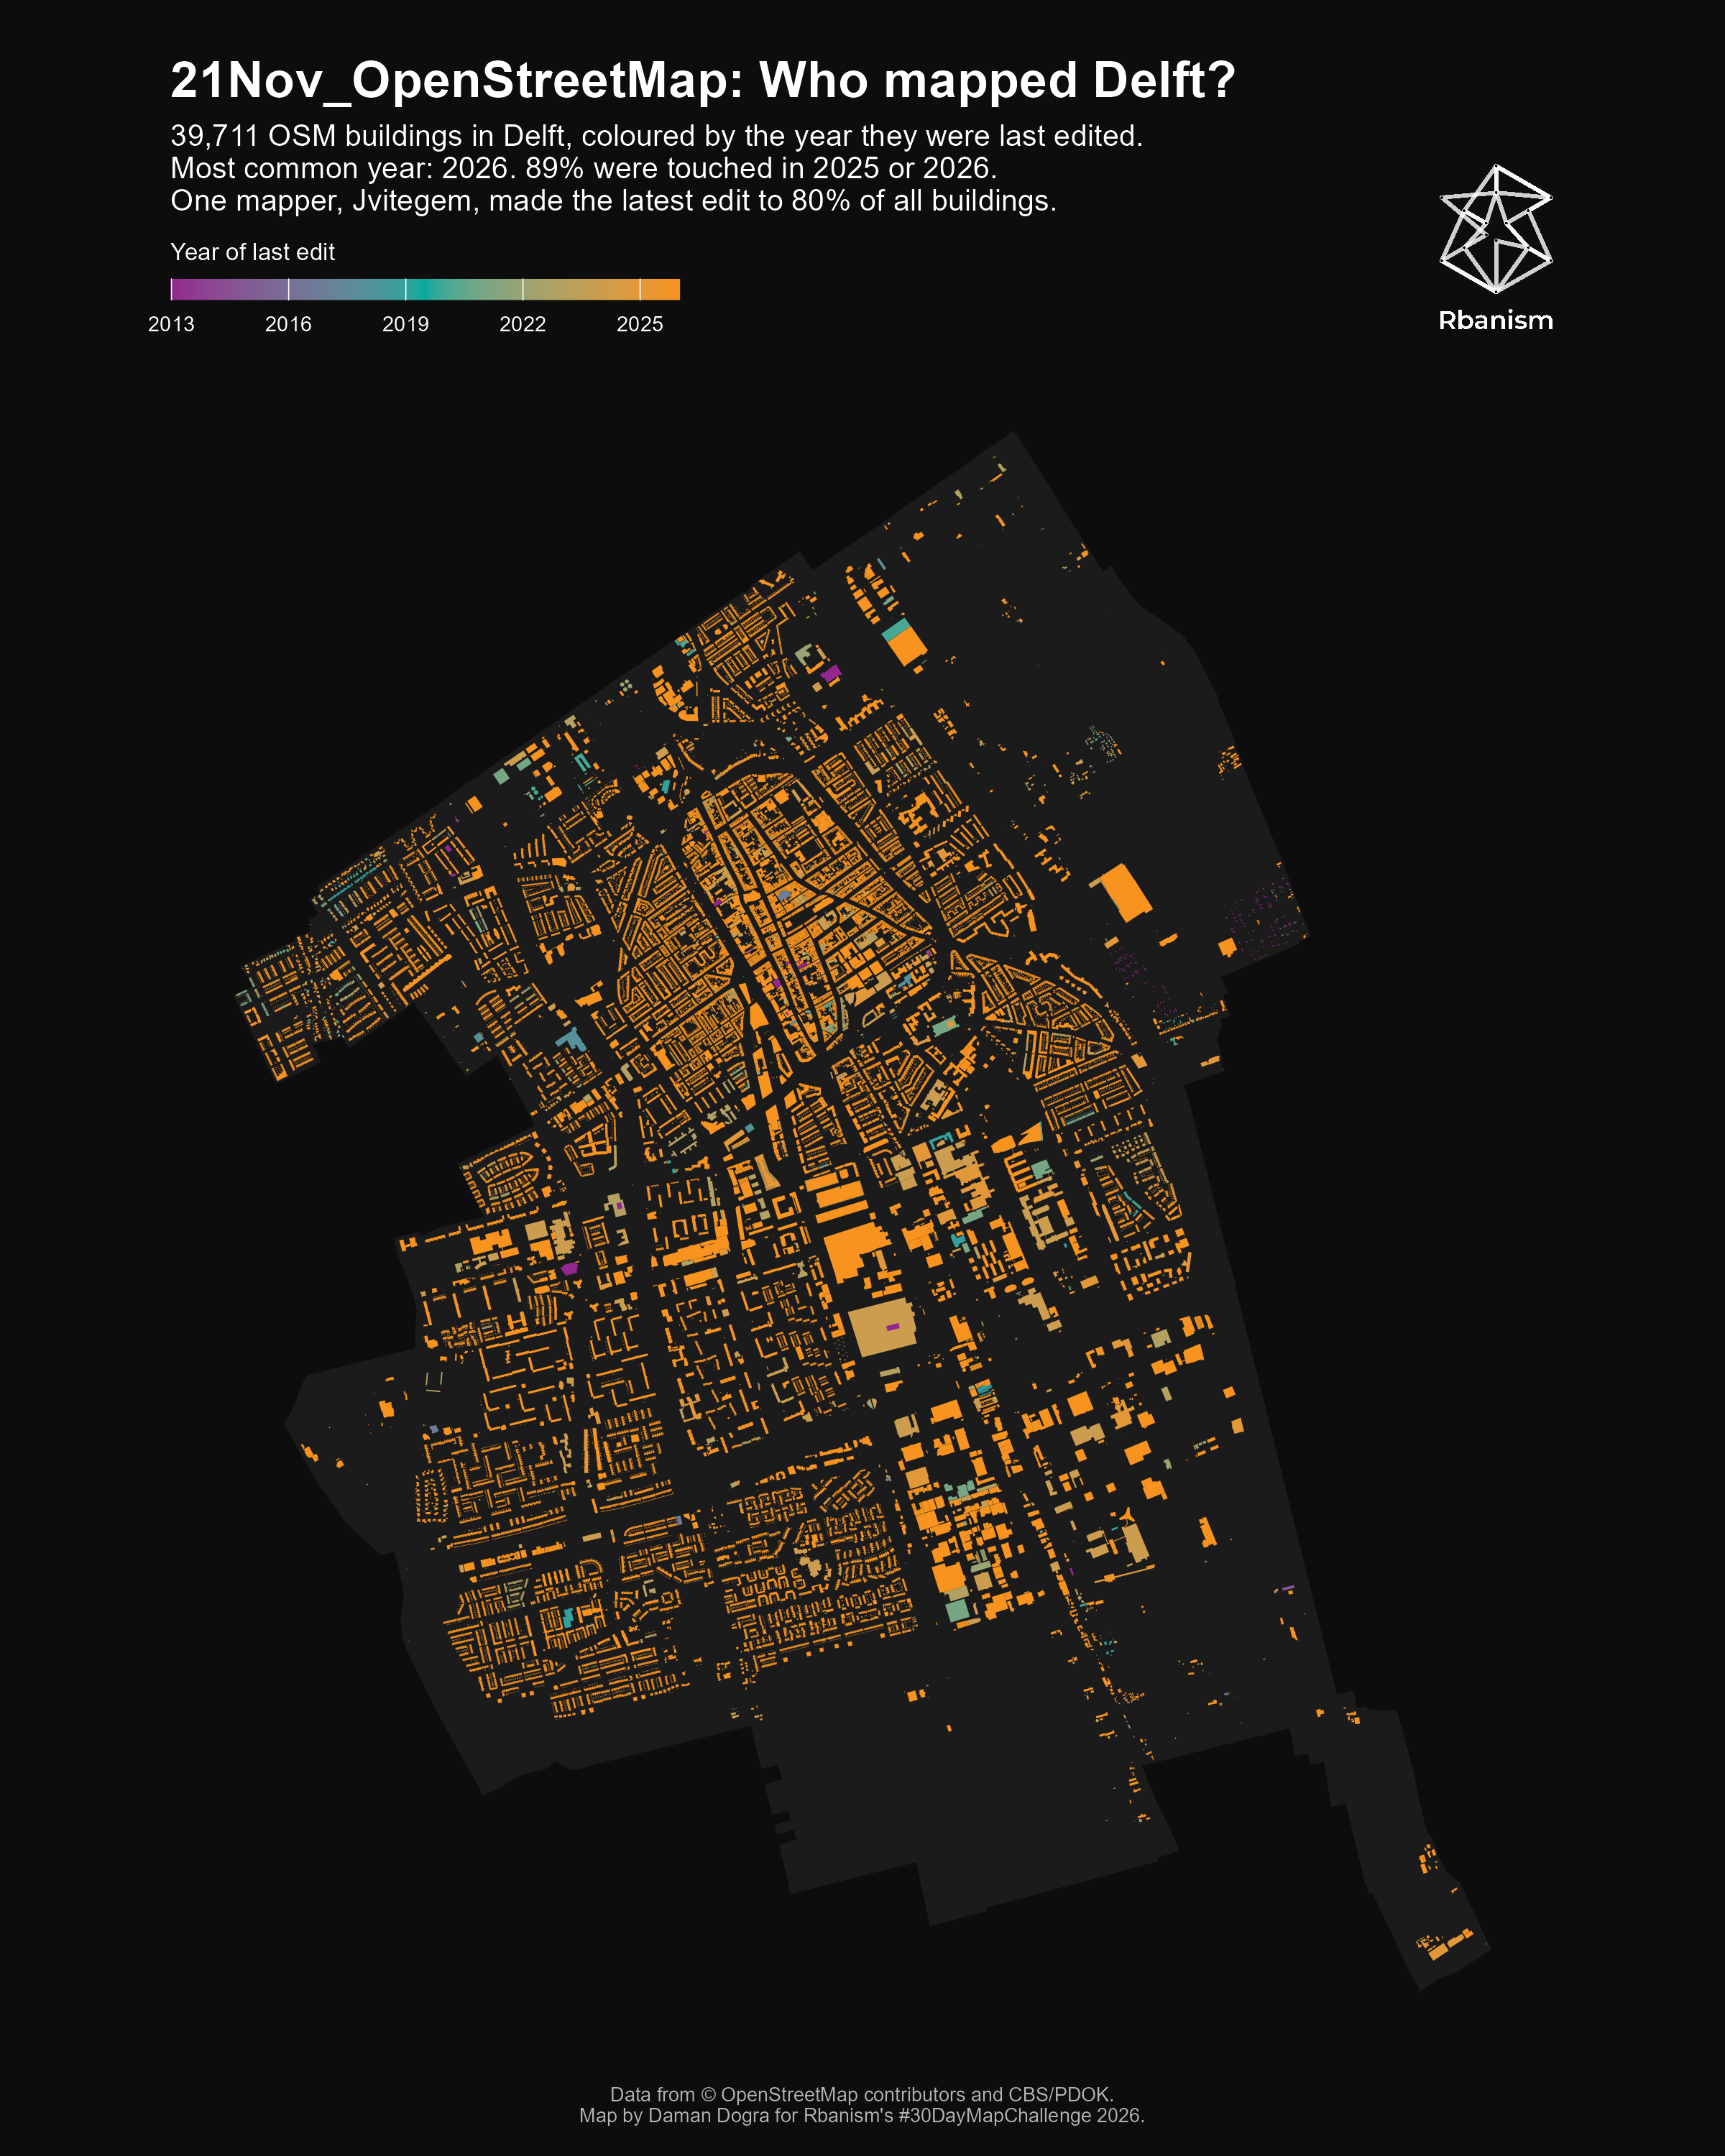 21Nov_OpenStreetMap: Who mapped Delft?
39,711 OSM buildings in Delft, coloured by the year they were last edited.
Most common year: 2026. 89% were touched in 2025 or 2026.
One mapper, Jvitegem, made the latest edit to 80% of all buildings.
Year of last edit
2013 2016 2019 2022 2025
Rbanism
Data from © OpenStreetMap contributors and CBS/PDOK.
Map by Daman Dogra for Rbanism's #30DayMapChallenge 2026.